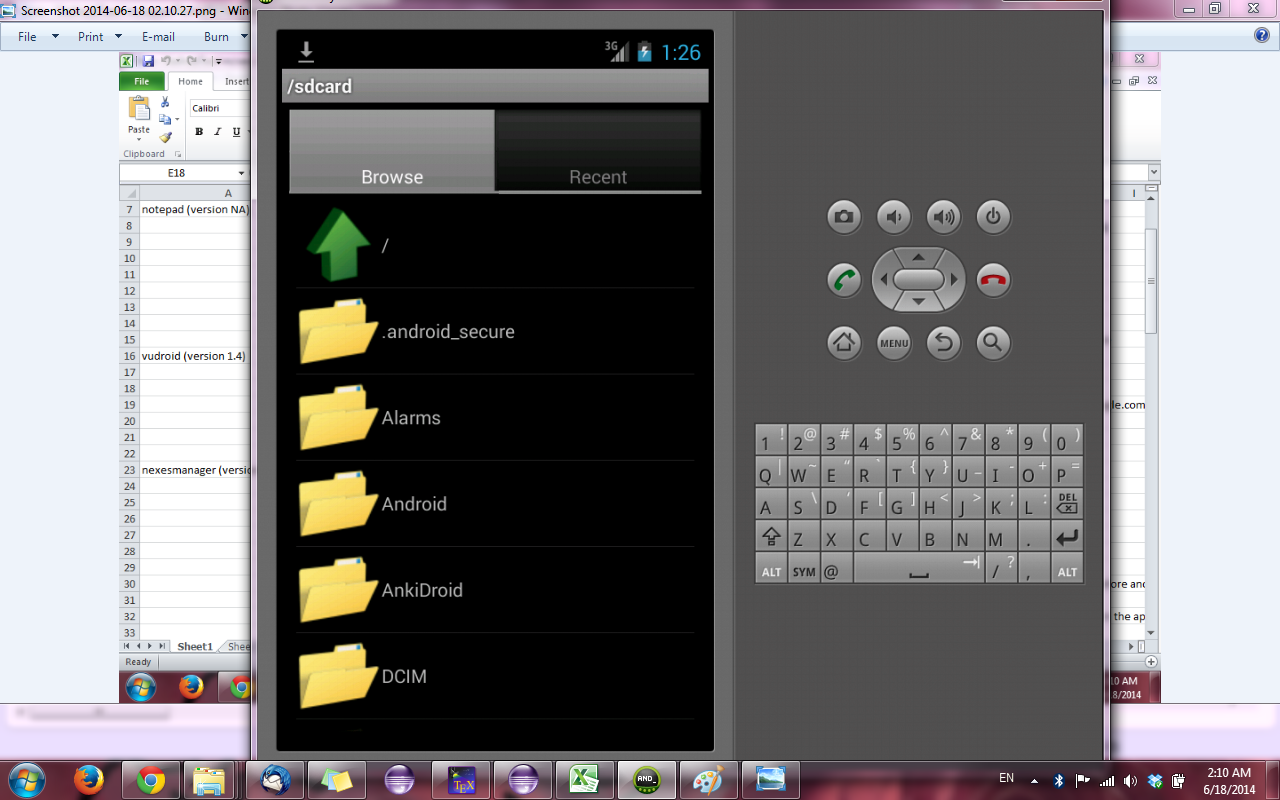 Screenshot 2014-06-18 02.10.27.png - Win
File Print E-mail Burn
File Home Insert
Calibri
Paste
B I U
Clipboard
E18
A I
7 notepad (version NA)
8
9
10
11
12
13
14
15
16 vudroid (version 1.4)
17
18
19
20
21
22
23 nexesmanager (versio
24
25
26
27
28
29
30
31
32
33
le.com
ore and
the ap
Sheet1 Shee
Ready
10 AM
8/2014
3G 1:26
/sdcard
Browse Recent
/
.android_secure
Alarms
Android
AnkiDroid
DCIM
MENU
1 ! 2 @ 3 # 4 $ 5 % 6 ^ 7 & 8 * 9 ( 0 )
Q | W ~ E “ R ` T { Y } U _ I - O + P =
A S \ D ‘ F [ G ] H < J > K ; L : DEL
Z X C V B N M .
ALT SYM @ / ? , ALT
TEX AND_ EN 2:10 AM
6/18/2014